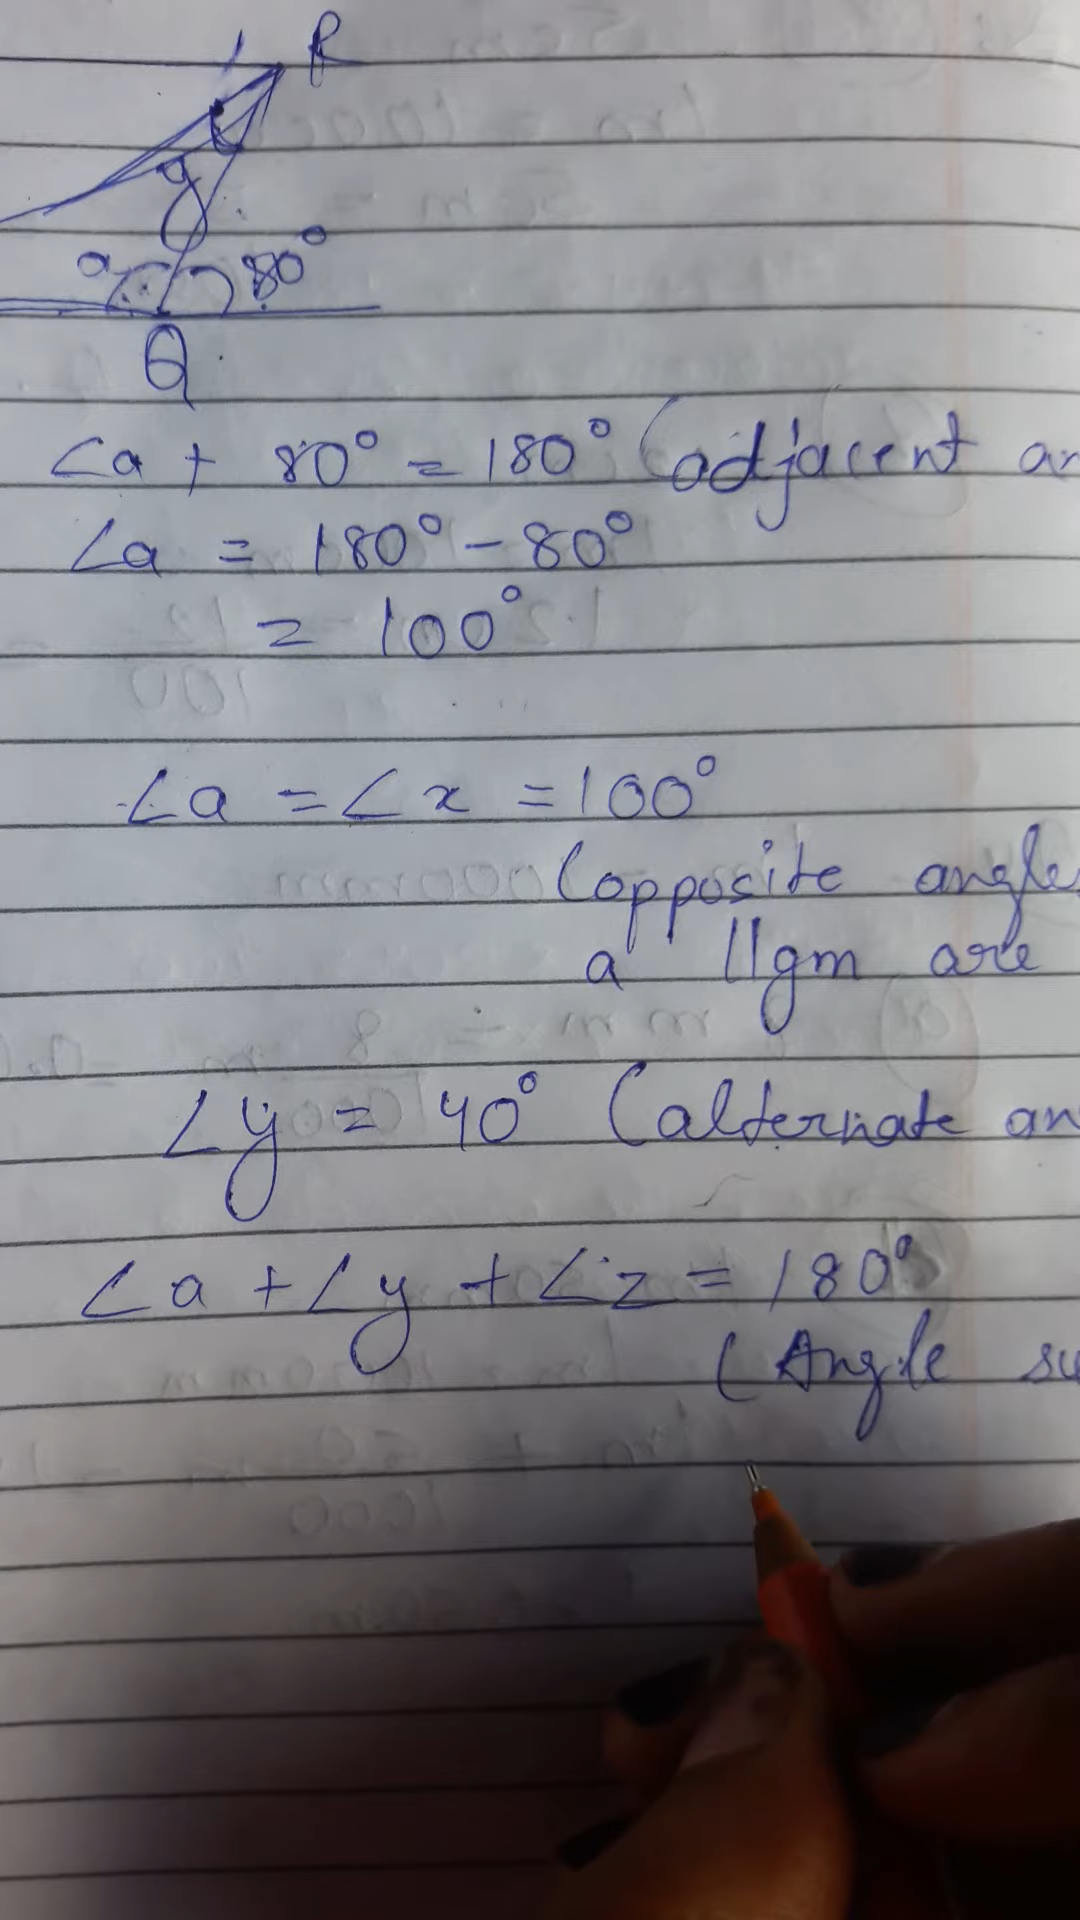 R
y
a 80°
Q
∠a + 80° = 180° (adjacent an
∠a = 180° - 80°
= 100°
∠a = ∠x = 100°
(opposite angle
a ||gm are
∠y = 40° (alternate an
∠a + ∠y + ∠z = 180°
(Angle su